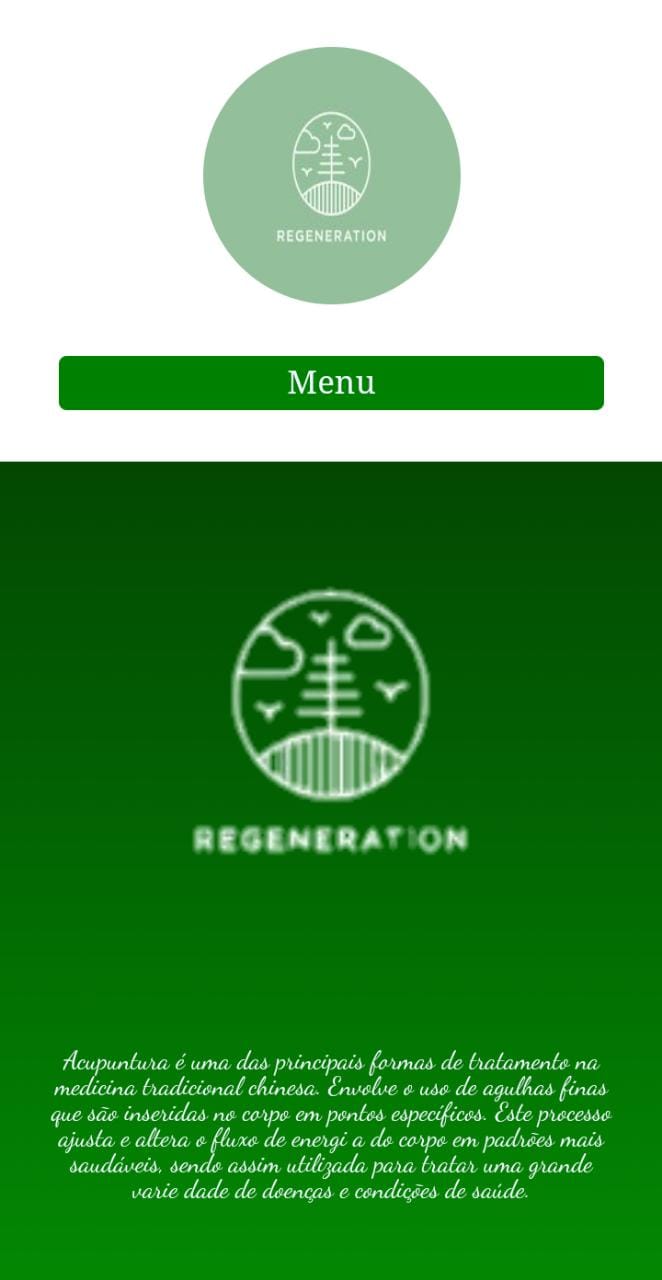 REGENERATION
Menu
REGENERATION
Acupuntura é uma das principais formas de tratamento na
medicina tradicional chinesa. Envolve o uso de agulhas finas
que são inseridas no corpo em pontos específicos. Este processo
ajusta e altera o fluxo de energi a do corpo em padrões mais
saudáveis, sendo assim utilizada para tratar uma grande
varie dade de doenças e condições de saúde.